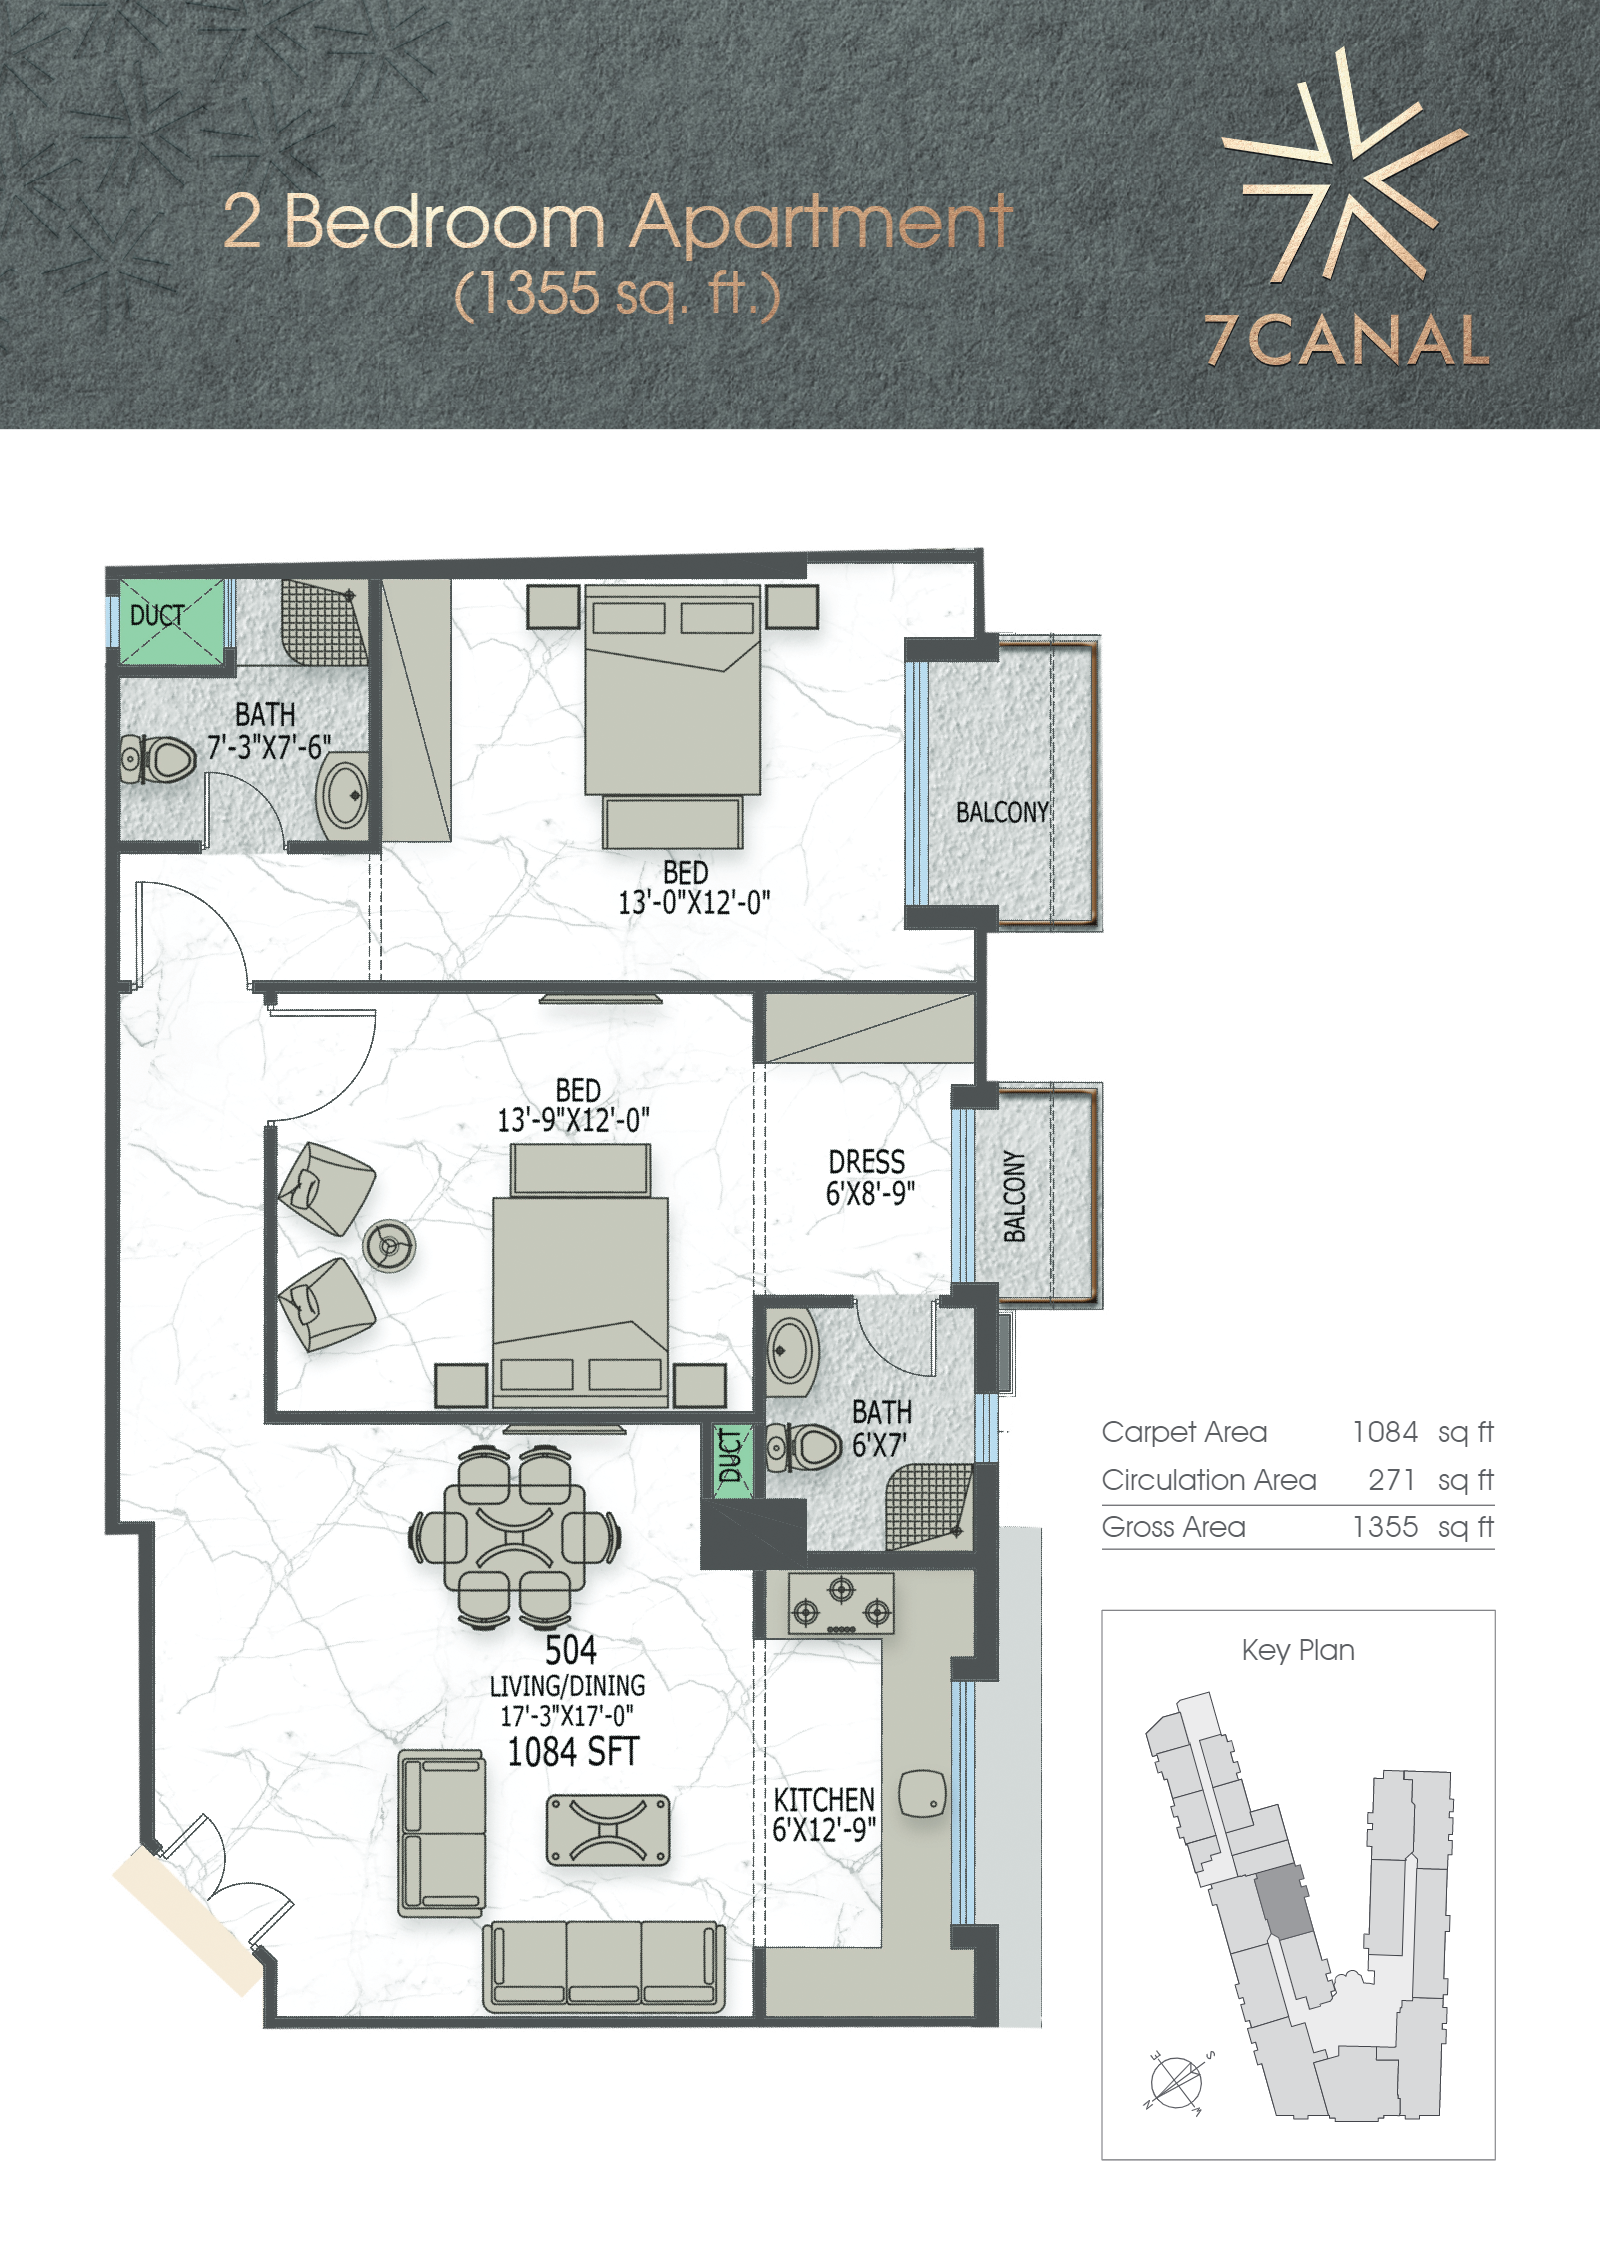 2 Bedroom Apartment
(1355 sq. ft.)
7CANAL
DUCT
BATH
7'-3"X7'-6"
BALCONY
BED
13'-0"X12'-0"
BED
13'-9"X12'-0"
DRESS
6'X8'-9"
BALCONY
BATH
6'X7'
DUCT
Carpet Area 1084 sq ft
Circulation Area 271 sq ft
Gross Area 1355 sq ft
504
LIVING/DINING
17'-3"X17'-0"
1084 SFT
KITCHEN
6'X12'-9"
Key Plan
E
S
N
W